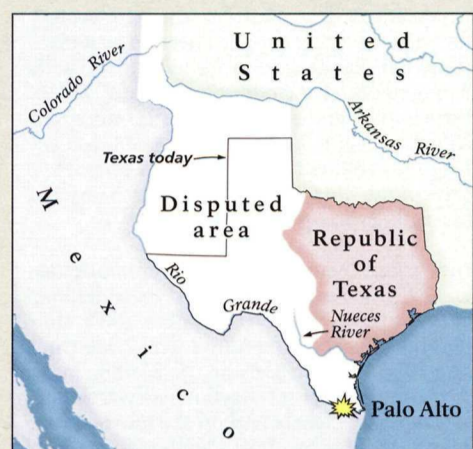 United
States
Colorado River
Arkansas River
Texas today
Disputed
area
Republic
of
Texas
Mexico
Rio
Grande
Nueces
River
Palo Alto